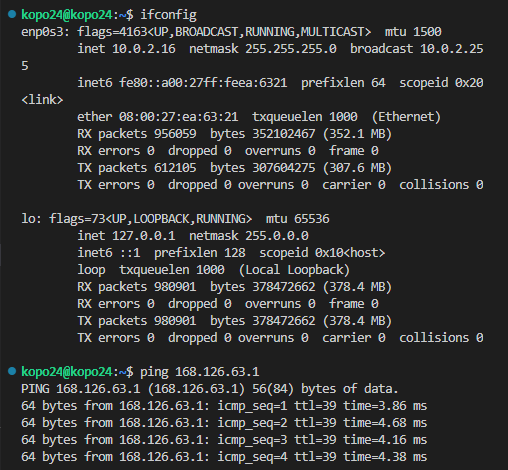 kopo24@kopo24:~$ ifconfig
enp0s3: flags=4163<UP,BROADCAST,RUNNING,MULTICAST>  mtu 1500
        inet 10.0.2.16  netmask 255.255.255.0  broadcast 10.0.2.25
5
        inet6 fe80::a00:27ff:feea:6321  prefixlen 64  scopeid 0x20
<link>
        ether 08:00:27:ea:63:21  txqueuelen 1000  (Ethernet)
        RX packets 956059  bytes 352102467 (352.1 MB)
        RX errors 0  dropped 0  overruns 0  frame 0
        TX packets 612105  bytes 307604275 (307.6 MB)
        TX errors 0  dropped 0 overruns 0  carrier 0  collisions 0

lo: flags=73<UP,LOOPBACK,RUNNING>  mtu 65536
        inet 127.0.0.1  netmask 255.0.0.0
        inet6 ::1  prefixlen 128  scopeid 0x10<host>
        loop  txqueuelen 1000  (Local Loopback)
        RX packets 980901  bytes 378472662 (378.4 MB)
        RX errors 0  dropped 0  overruns 0  frame 0
        TX packets 980901  bytes 378472662 (378.4 MB)
        TX errors 0  dropped 0 overruns 0  carrier 0  collisions 0

kopo24@kopo24:~$ ping 168.126.63.1
PING 168.126.63.1 (168.126.63.1) 56(84) bytes of data.
64 bytes from 168.126.63.1: icmp_seq=1 ttl=39 time=3.86 ms
64 bytes from 168.126.63.1: icmp_seq=2 ttl=39 time=4.68 ms
64 bytes from 168.126.63.1: icmp_seq=3 ttl=39 time=4.16 ms
64 bytes from 168.126.63.1: icmp_seq=4 ttl=39 time=4.38 ms